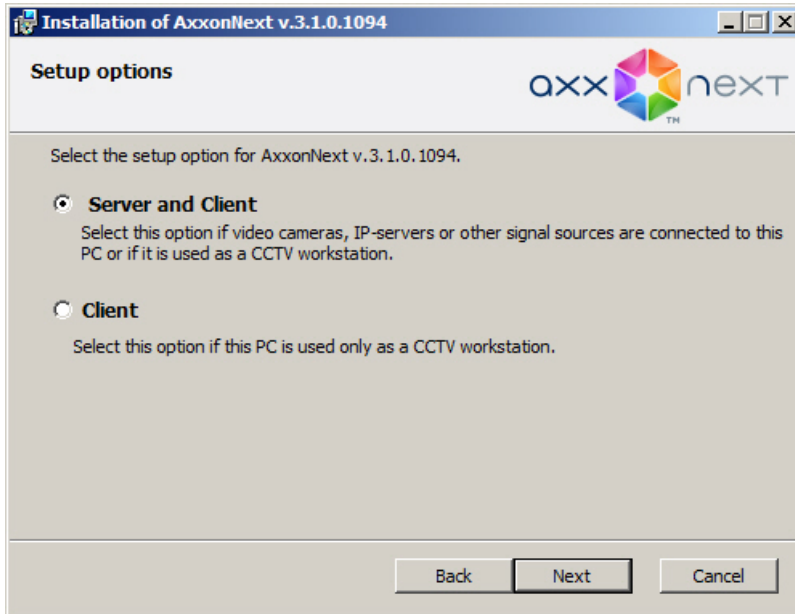 Installation of AxxonNext v.3.1.0.1094
Setup options
axx next
TM
Select the setup option for AxxonNext v.3.1.0.1094.
Server and Client
Select this option if video cameras, IP-servers or other signal sources are connected to this
PC or if it is used as a CCTV workstation.
Client
Select this option if this PC is used only as a CCTV workstation.
Back Next Cancel